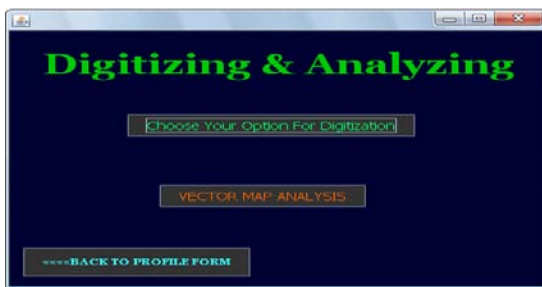 Digitizing & Analyzing
Choose Your Option For Digitization
VECTOR MAP ANALYSIS
<<<<BACK TO PROFILE FORM